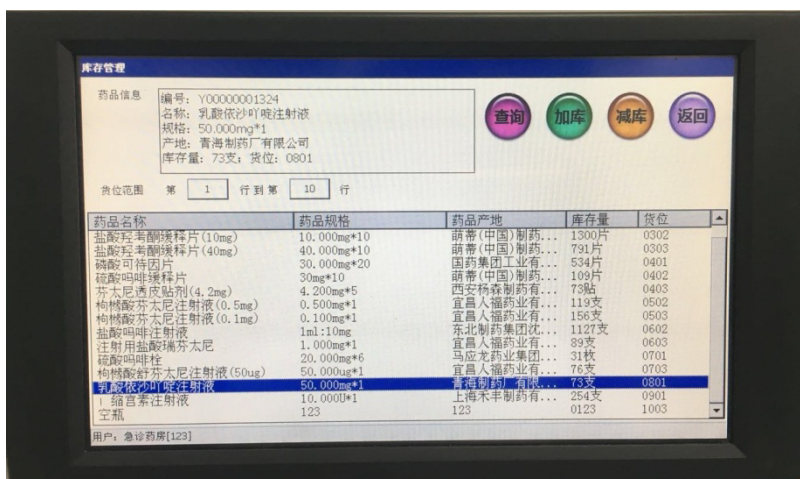 库存管理
药品信息
编号: Y00000001324
名称: 乳酸依沙吖啶注射液
规格: 50.000mg*1
产地: 青海制药厂有限公司
库存量: 73支; 货位: 0801
查询 加库 减库 返回
货位范围 第 1 行 到 第 10 行
药品名称 药品规格 药品产地 库存量 货位
盐酸羟考酮缓释片(10mg) 10.000mg*10 萌蒂(中国)制药... 1300片 0302
盐酸羟考酮缓释片(40mg) 40.000mg*10 萌蒂(中国)制药... 791片 0303
磷酸可待因片 30.000mg*20 国药集团工业有... 534片 0401
硫酸吗啡缓释片 30mg*10 萌蒂(中国)制药... 109片 0402
芬太尼透皮贴剂(4.2mg) 4.200mg*5 西安杨森制药有... 73贴 0403
枸橼酸芬太尼注射液(0.5mg) 0.500mg*1 宜昌人福药业有... 119支 0502
枸橼酸芬太尼注射液(0.1mg) 0.100mg*1 宜昌人福药业有... 156支 0503
盐酸吗啡注射液 1ml:10mg 东北制药集团沈... 1127支 0602
注射用盐酸瑞芬太尼 1.000mg*1 宜昌人福药业有... 89支 0603
硫酸吗啡栓 20.000mg*6 马应龙药业集团... 31枚 0701
枸橼酸舒芬太尼注射液(50ug) 50.000ug*1 宜昌人福药业有... 76支 0703
乳酸依沙吖啶注射液 50.000mg*1 青海制药厂有限... 73支 0801
缩宫素注射液 10.000U*1 上海禾丰制药有... 254支 0901
空瓶 123 123 0123 1003
用户: 急诊药房[123]